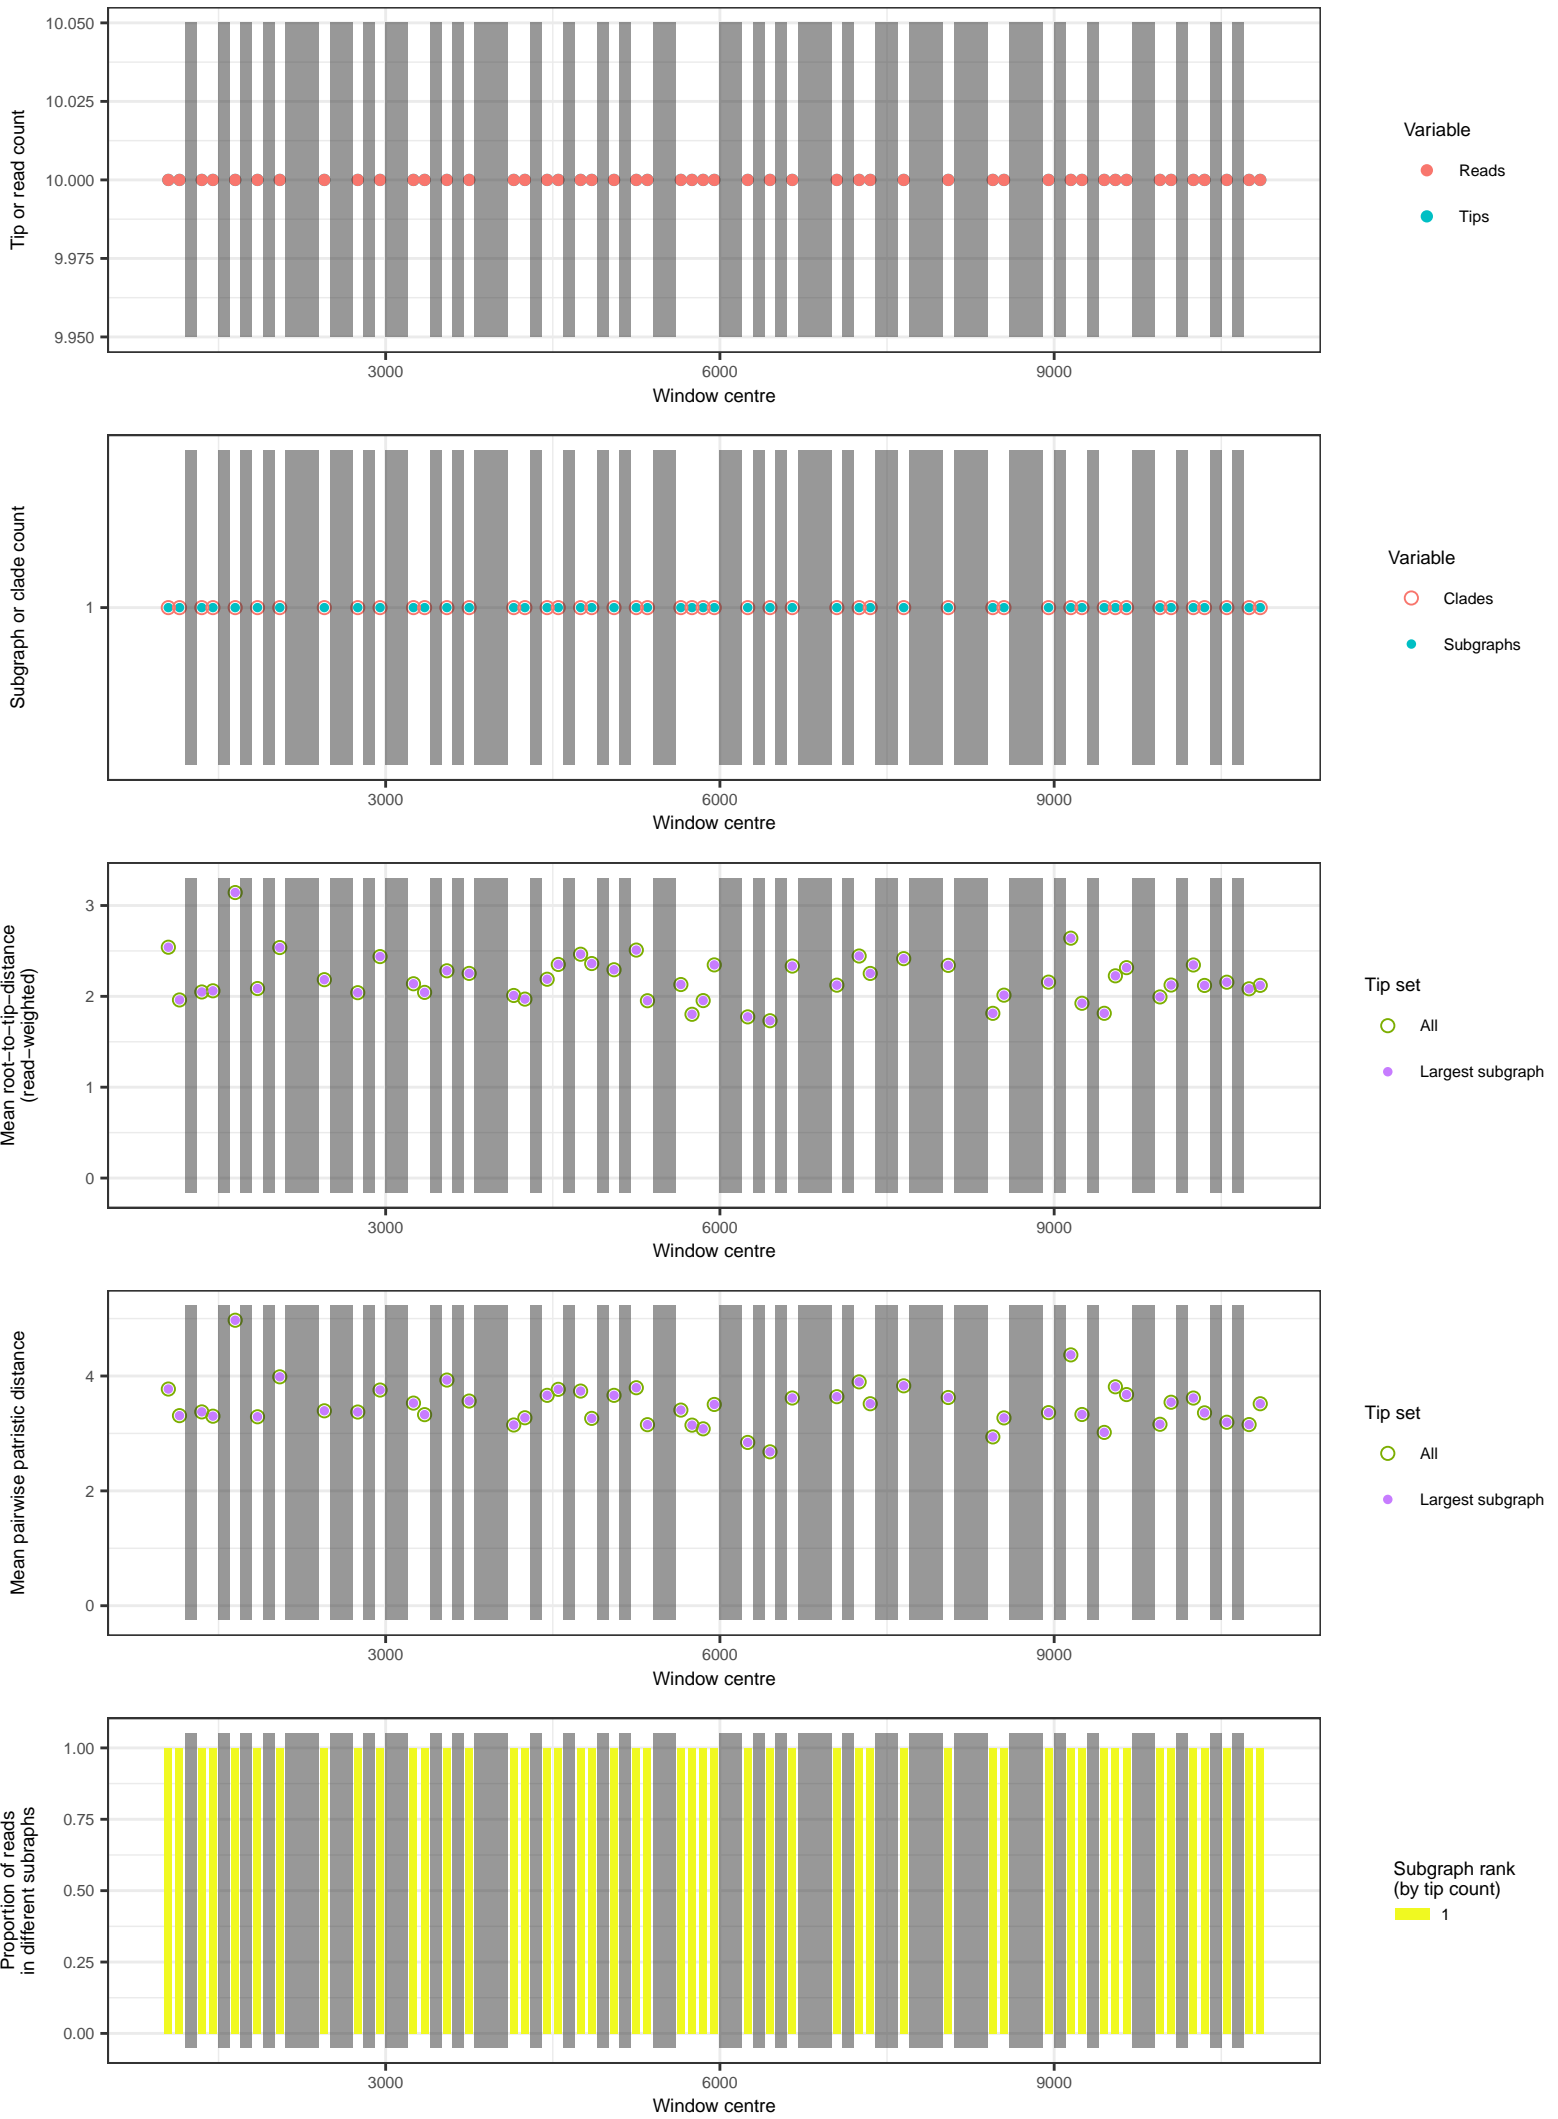 10.050
10.025
10.000
9.975
9.950
Tip or read count
3000 6000 9000
Window centre
Variable
Reads
Tips
1
Subgraph or clade count
3000 6000 9000
Window centre
Variable
Clades
Subgraphs
3
2
1
0
Mean root−to−tip−distance
(read−weighted)
3000 6000 9000
Window centre
Tip set
All
Largest subgraph
4
2
0
Mean pairwise patristic distance
3000 6000 9000
Window centre
Tip set
All
Largest subgraph
1.00
0.75
0.50
0.25
0.00
Proportion of reads
in different subraphs
3000 6000 9000
Window centre
Subgraph rank
(by tip count)
1